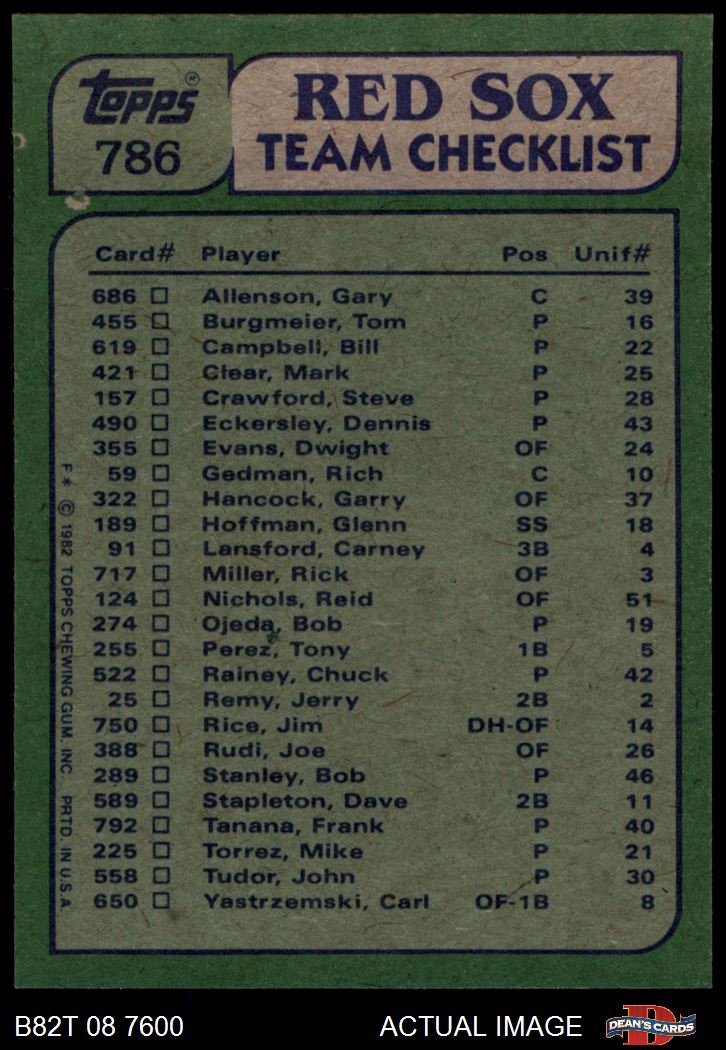 topps®
786
RED SOX
TEAM CHECKLIST
Card# Player Pos Unif#
686 Allenson, Gary C 39
455 Burgmeier, Tom P 16
619 Campbell, Bill P 22
421 Clear, Mark P 25
157 Crawford, Steve P 28
490 Eckersley, Dennis P 43
355 Evans, Dwight OF 24
59 Gedman, Rich C 10
322 Hancock, Garry OF 37
189 Hoffman, Glenn SS 18
91 Lansford, Carney 3B 4
717 Miller, Rick OF 3
124 Nichols, Reid OF 51
274 Ojeda, Bob P 19
255 Perez, Tony 1B 5
522 Rainey, Chuck P 42
25 Remy, Jerry 2B 2
750 Rice, Jim DH-OF 14
388 Rudi, Joe OF 26
289 Stanley, Bob P 46
589 Stapleton, Dave 2B 11
792 Tanana, Frank P 40
225 Torrez, Mike P 21
558 Tudor, John P 30
650 Yastrzemski, Carl OF-1B 8
F* © 1982 TOPPS CHEWING GUM, INC. PRTD. IN U.S.A.
B82T 08 7600 ACTUAL IMAGE
D
DEAN'S CARDS